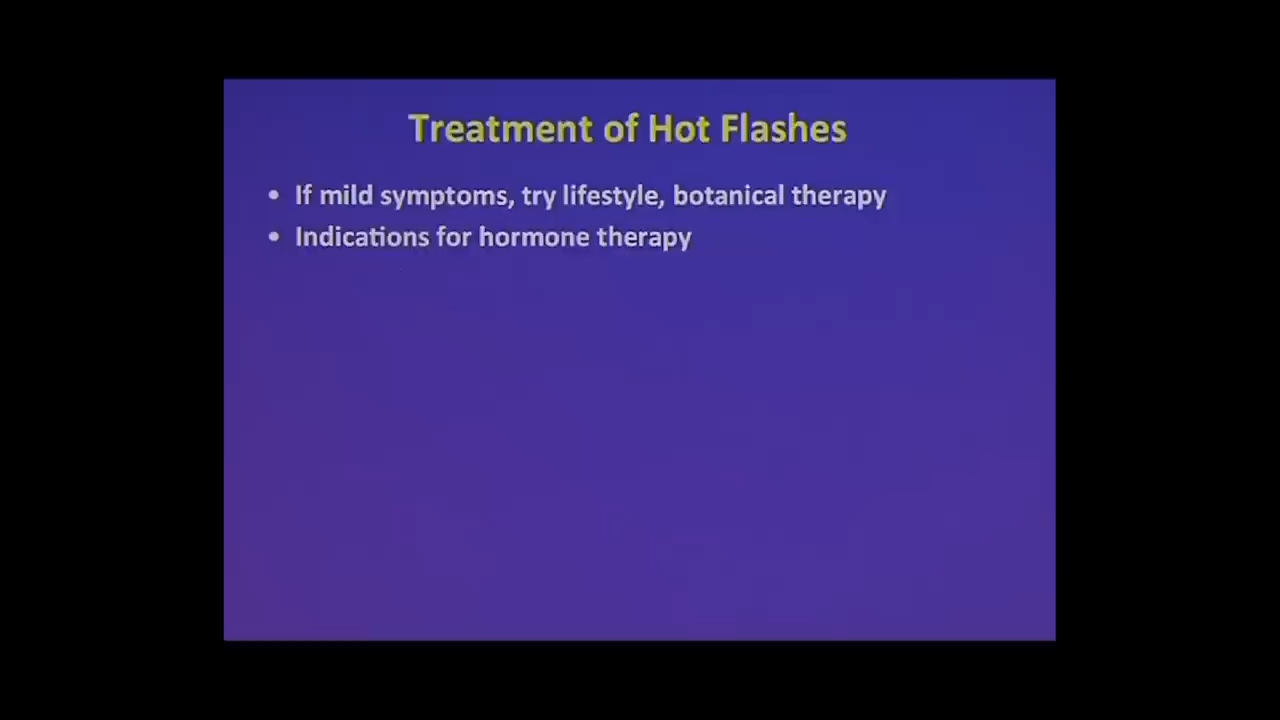 Treatment of Hot Flashes
• If mild symptoms, try lifestyle, botanical therapy
• Indications for hormone therapy